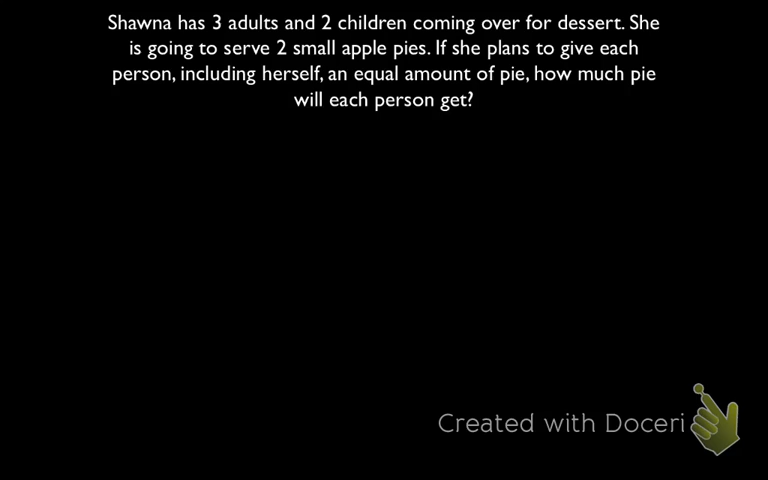 Shawna has 3 adults and 2 children coming over for dessert. She
is going to serve 2 small apple pies. If she plans to give each
person, including herself, an equal amount of pie, how much pie
will each person get?
Created with Doceri